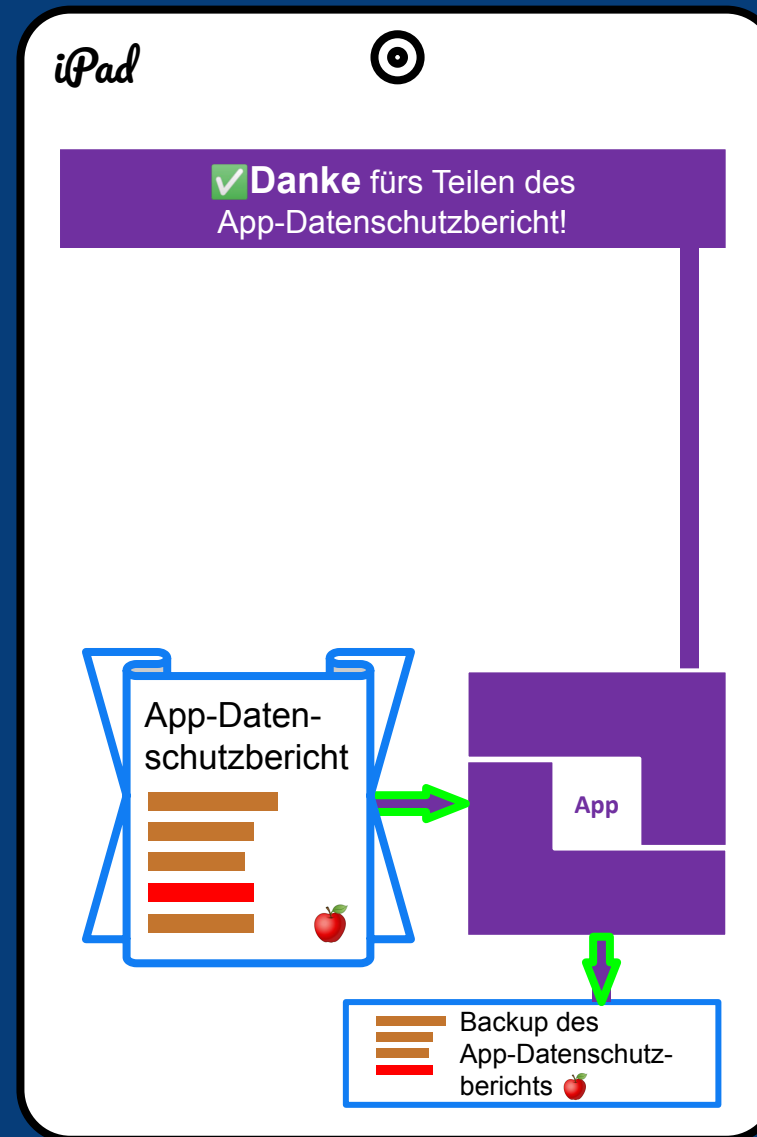 iPad
✅Danke fürs Teilen des
App-Datenschutzbericht!
App-Daten-
schutzbericht
App
Backup des
App-Datenschutz-
berichts 🍎